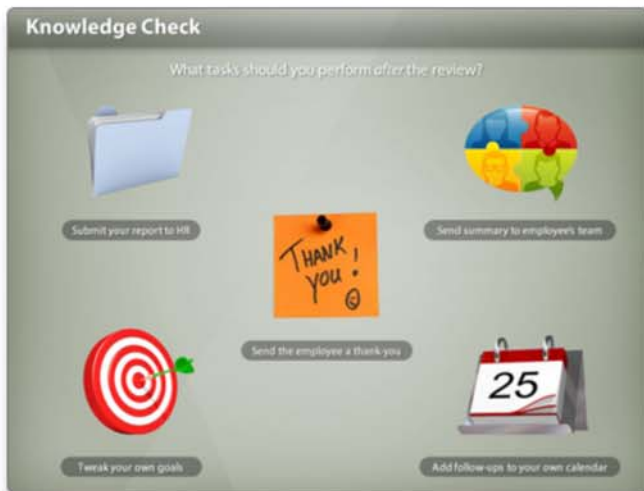 Knowledge Check
What tasks should you perform after the review?
Submit your report to HR
Send summary to employee's team
THANK
YOU!
Send the employee a thank-you
25
Tweak your own goals
Add follow-ups to your own calendar